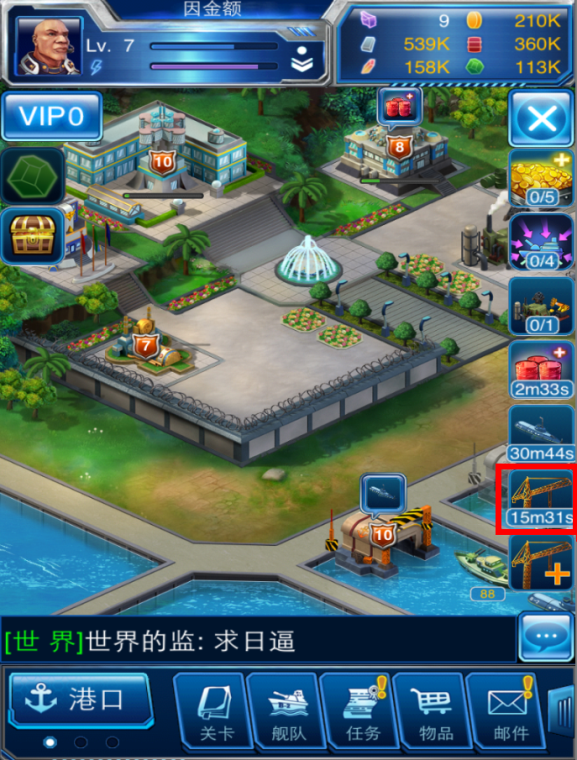 因金额
Lv. 7
9
210K
539K
360K
158K
113K
VIP0
10
8
0/5
0/4
0/1
7
2m33s
30m44s
15m31s
10
88
[世 界]世界的监: 求日逼
港口
关卡
舰队
任务
物品
邮件